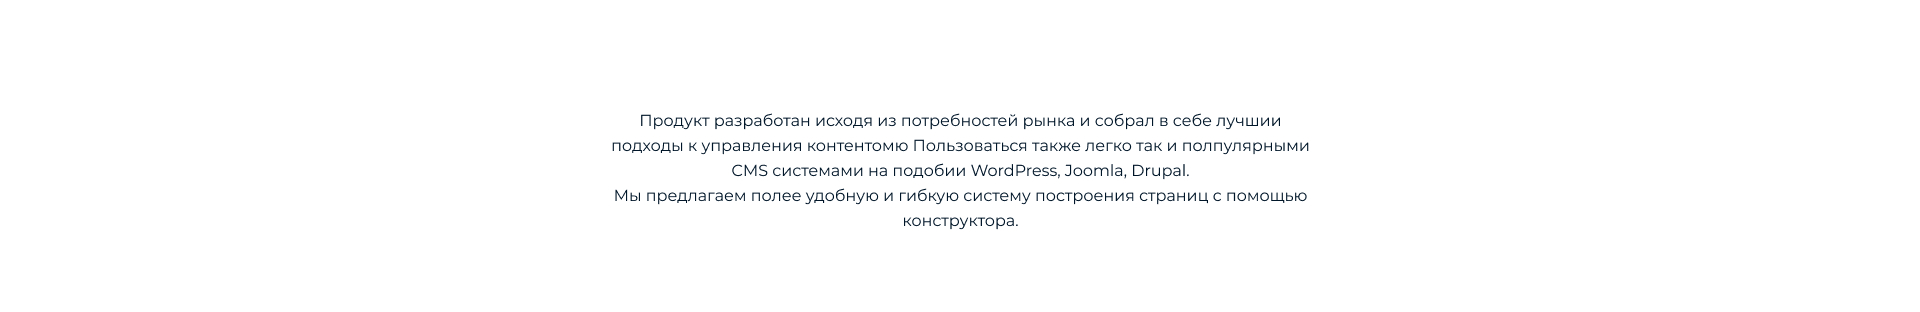 Продукт разработан исходя из потребностей рынка и собрал в себе лучшии
подходы к управления контентомю Пользоваться также легко так и полпулярными
CMS системами на подобии WordPress, Joomla, Drupal.
Мы предлагаем полее удобную и гибкую систему построения страниц с помощью
конструктора.